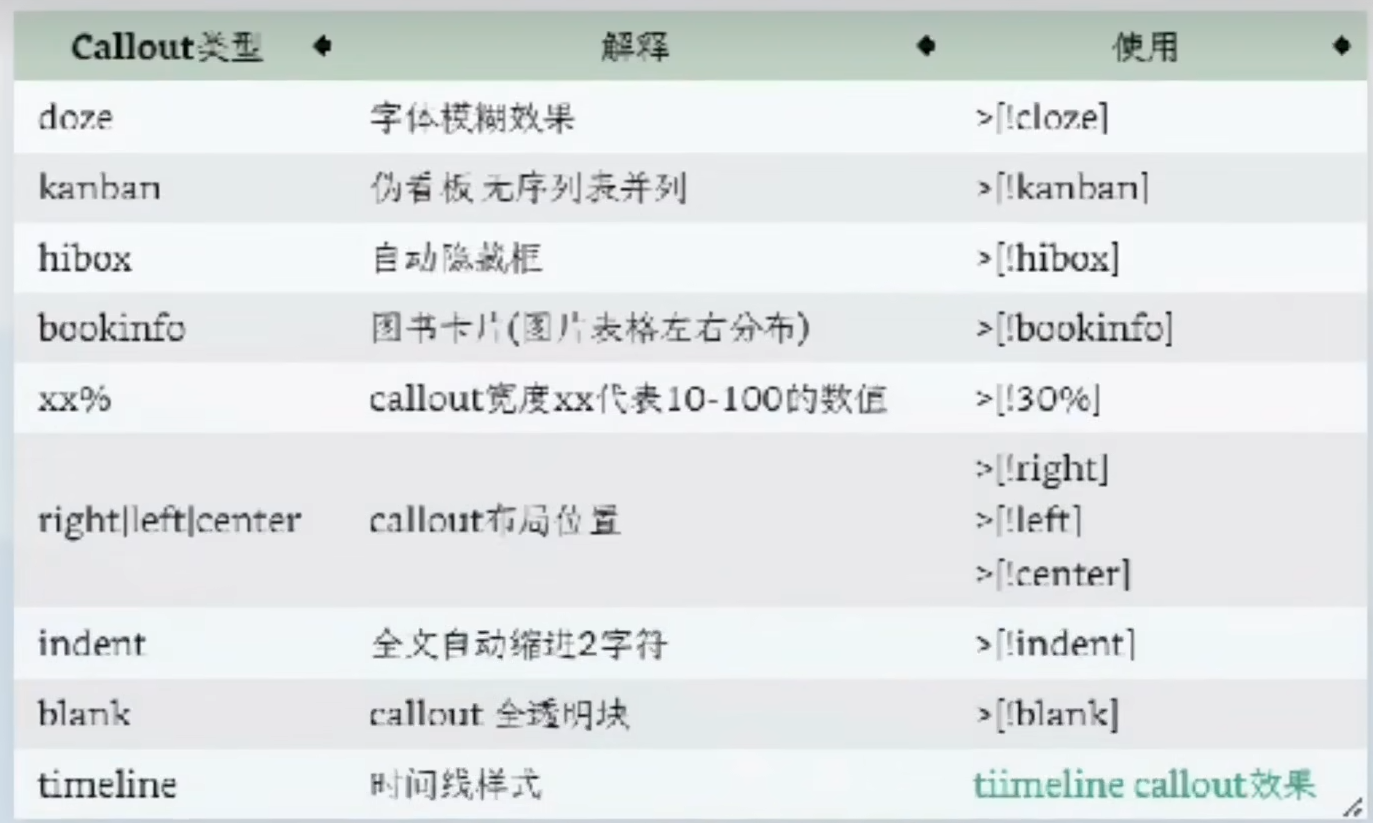 Callout类型 解释 使用
doze 字体模糊效果 >[!cloze]
kanban 伪看板 无序列表并列 >[!kanban]
hibox 自动隐藏框 >[!hibox]
bookinfo 图书卡片(图片表格左右分布) >[!bookinfo]
xx% callout宽度xx代表10-100的数值 >[!30%]
right|left|center callout布局位置 >[!right]
>[!left]
>[!center]
indent 全文自动缩进2字符 >[!indent]
blank callout 全透明块 >[!blank]
timeline 时间线样式 tiimeline callout效果